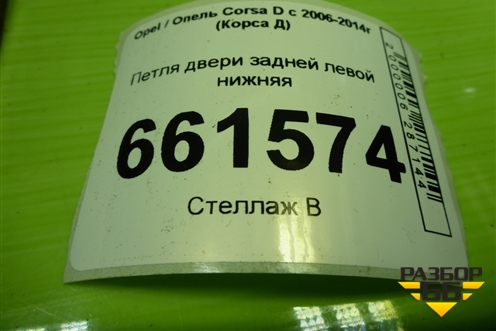 Opel / Опель Corsa D с 2006-2014г
(Корса Д)
Петля двери задней левой
нижняя
661574
Стеллаж В
РАЗБОР
66